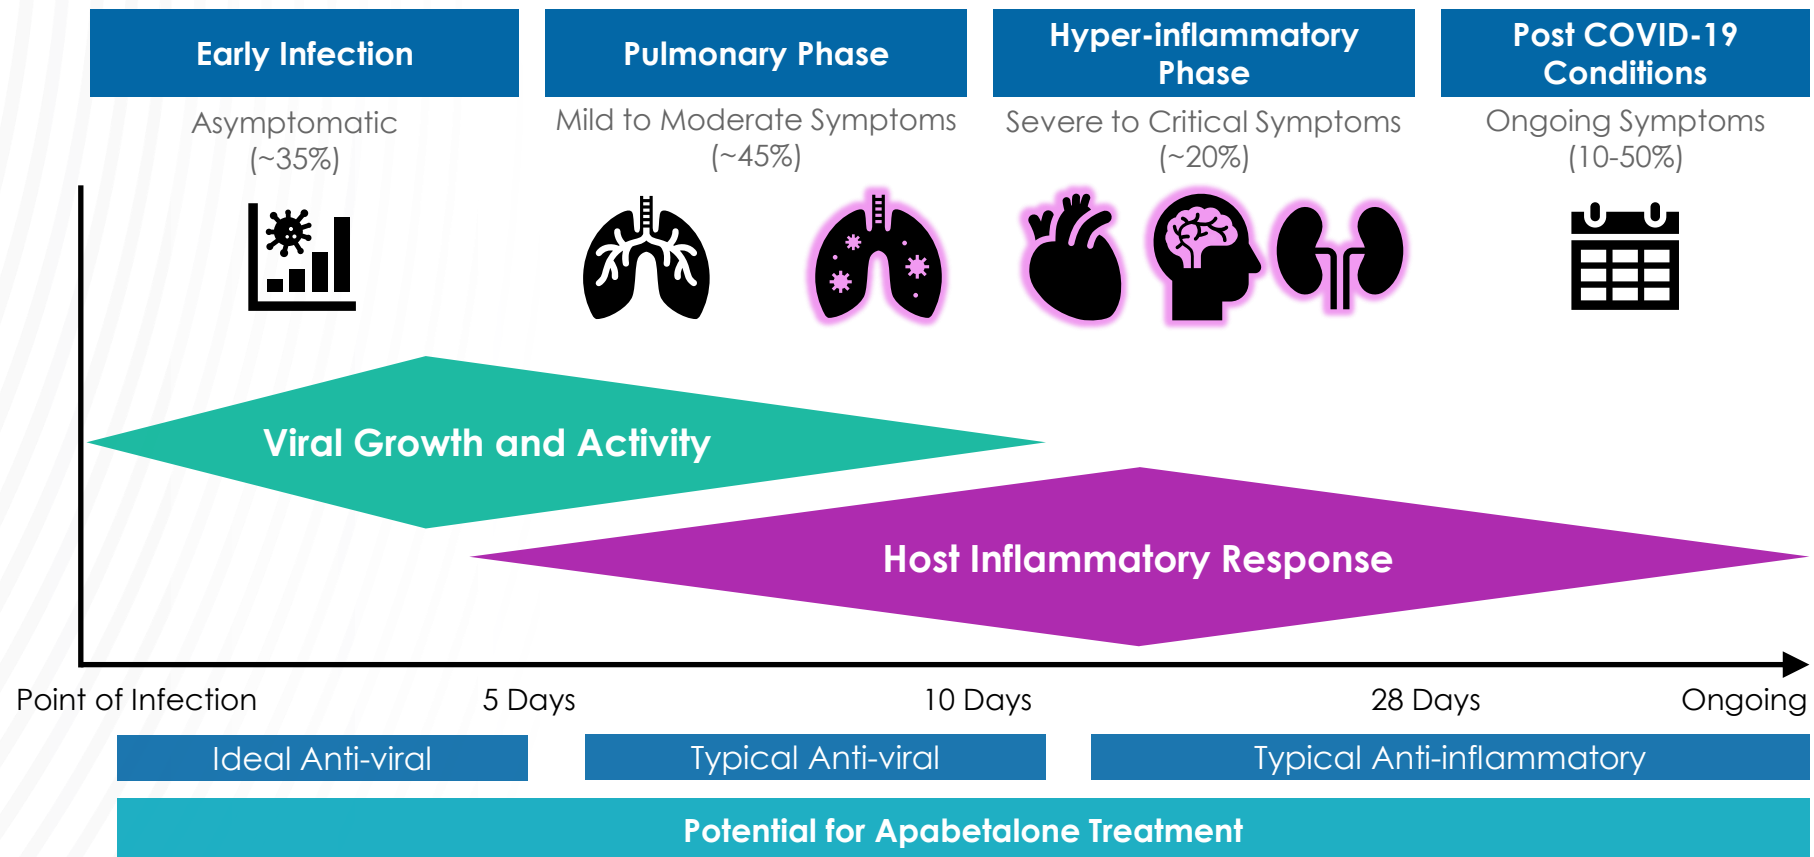 Early Infection
Pulmonary Phase
Hyper-inflammatory
Phase
Post COVID-19
Conditions
Asymptomatic
(~35%)
Mild to Moderate Symptoms
(~45%)
Severe to Critical Symptoms
(~20%)
Ongoing Symptoms
(10-50%)
Viral Growth and Activity
Host Inflammatory Response
Point of Infection
5 Days
10 Days
28 Days
Ongoing
Ideal Anti-viral
Typical Anti-viral
Typical Anti-inflammatory
Potential for Apabetalone Treatment